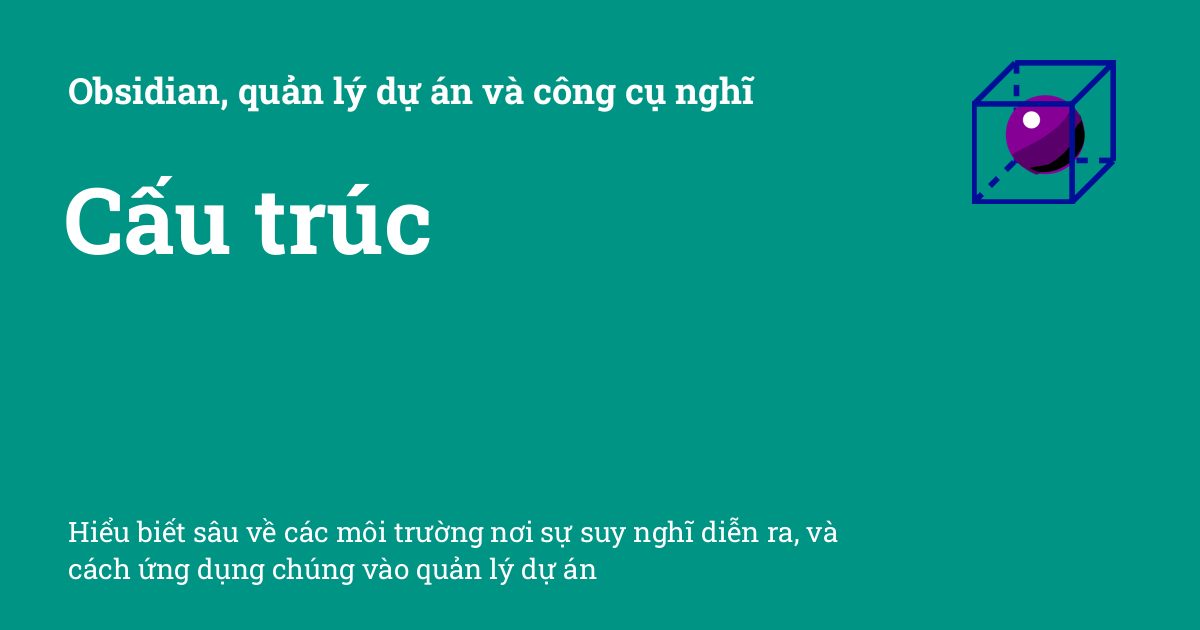 Obsidian, quản lý dự án và công cụ nghĩ
Cấu trúc
Hiểu biết sâu về các môi trường nơi sự suy nghĩ diễn ra, và
cách ứng dụng chúng vào quản lý dự án